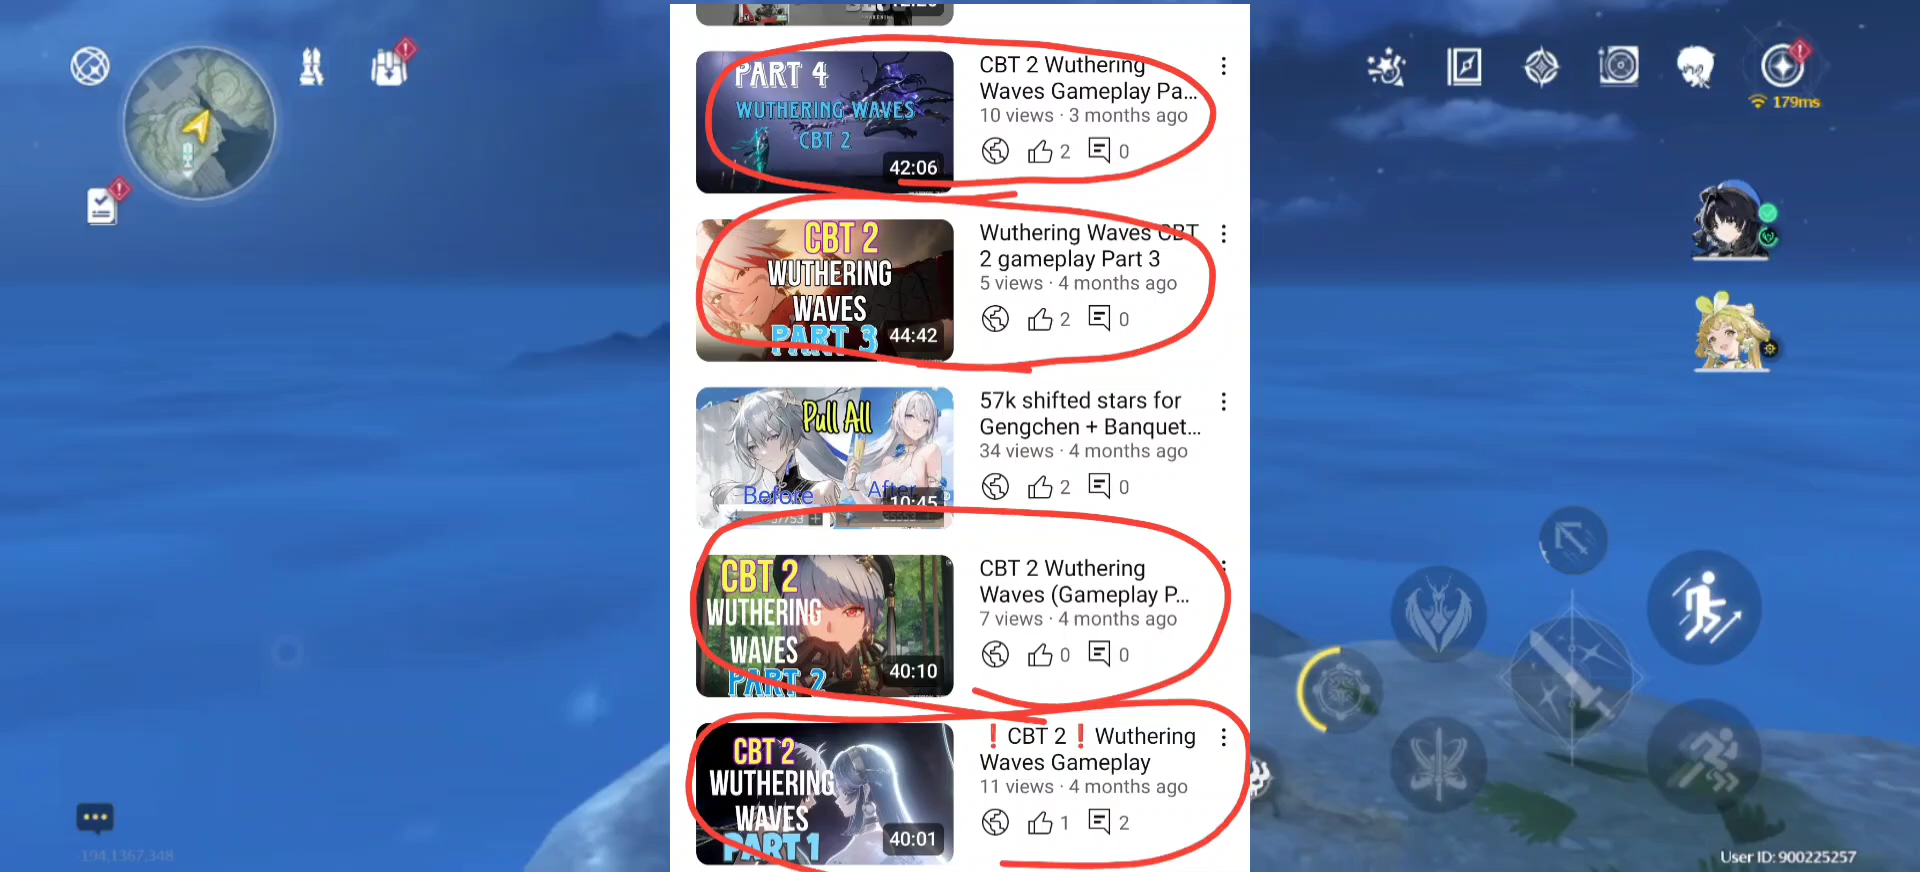 PART 4
WUTHERING WAVES
CBT 2
42:06
CBT 2 Wuthering
Waves Gameplay Pa...
10 views · 3 months ago
2
0
CBT 2
WUTHERING
WAVES
PART 3
44:42
Wuthering Waves CBT
2 gameplay Part 3
5 views · 4 months ago
2
0
Pull All
Before
After
10:45
57k shifted stars for
Gengchen + Banquet...
34 views · 4 months ago
2
0
CBT 2
WUTHERING
WAVES
PART 2
40:10
CBT 2 Wuthering
Waves (Gameplay P...
7 views · 4 months ago
0
0
CBT 2
WUTHERING
WAVES
PART 1
40:01
❗CBT 2❗Wuthering
Waves Gameplay
11 views · 4 months ago
1
2
179ms
-194,1367,348
User ID: 900225257